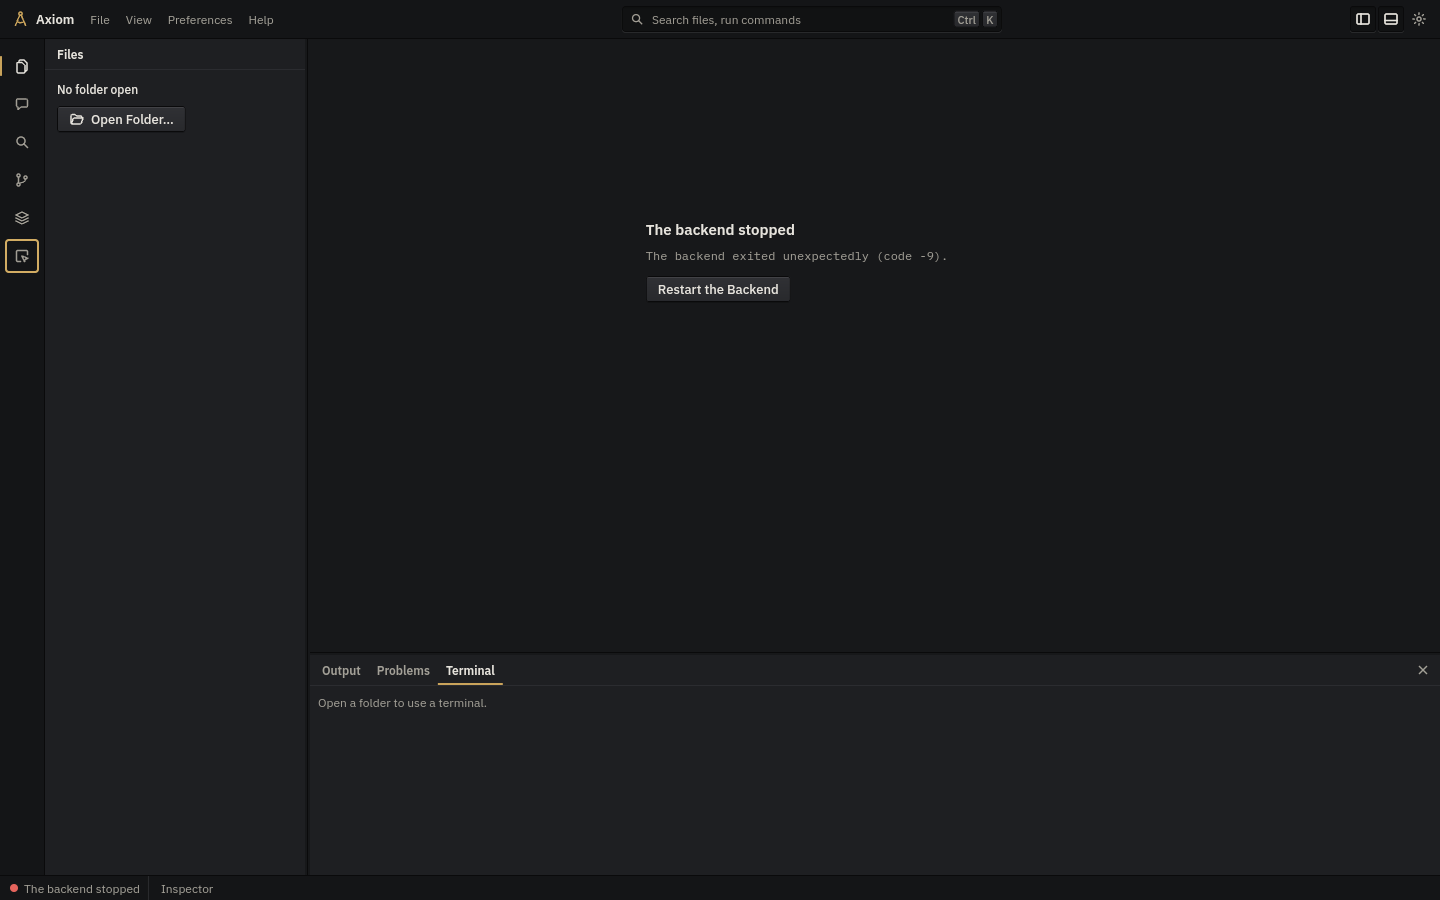 Axiom File View Preferences Help Search files, run commands Ctrl K
Files
No folder open
Open Folder...
The backend stopped
The backend exited unexpectedly (code -9).
Restart the Backend
Output Problems Terminal
Open a folder to use a terminal.
The backend stopped Inspector